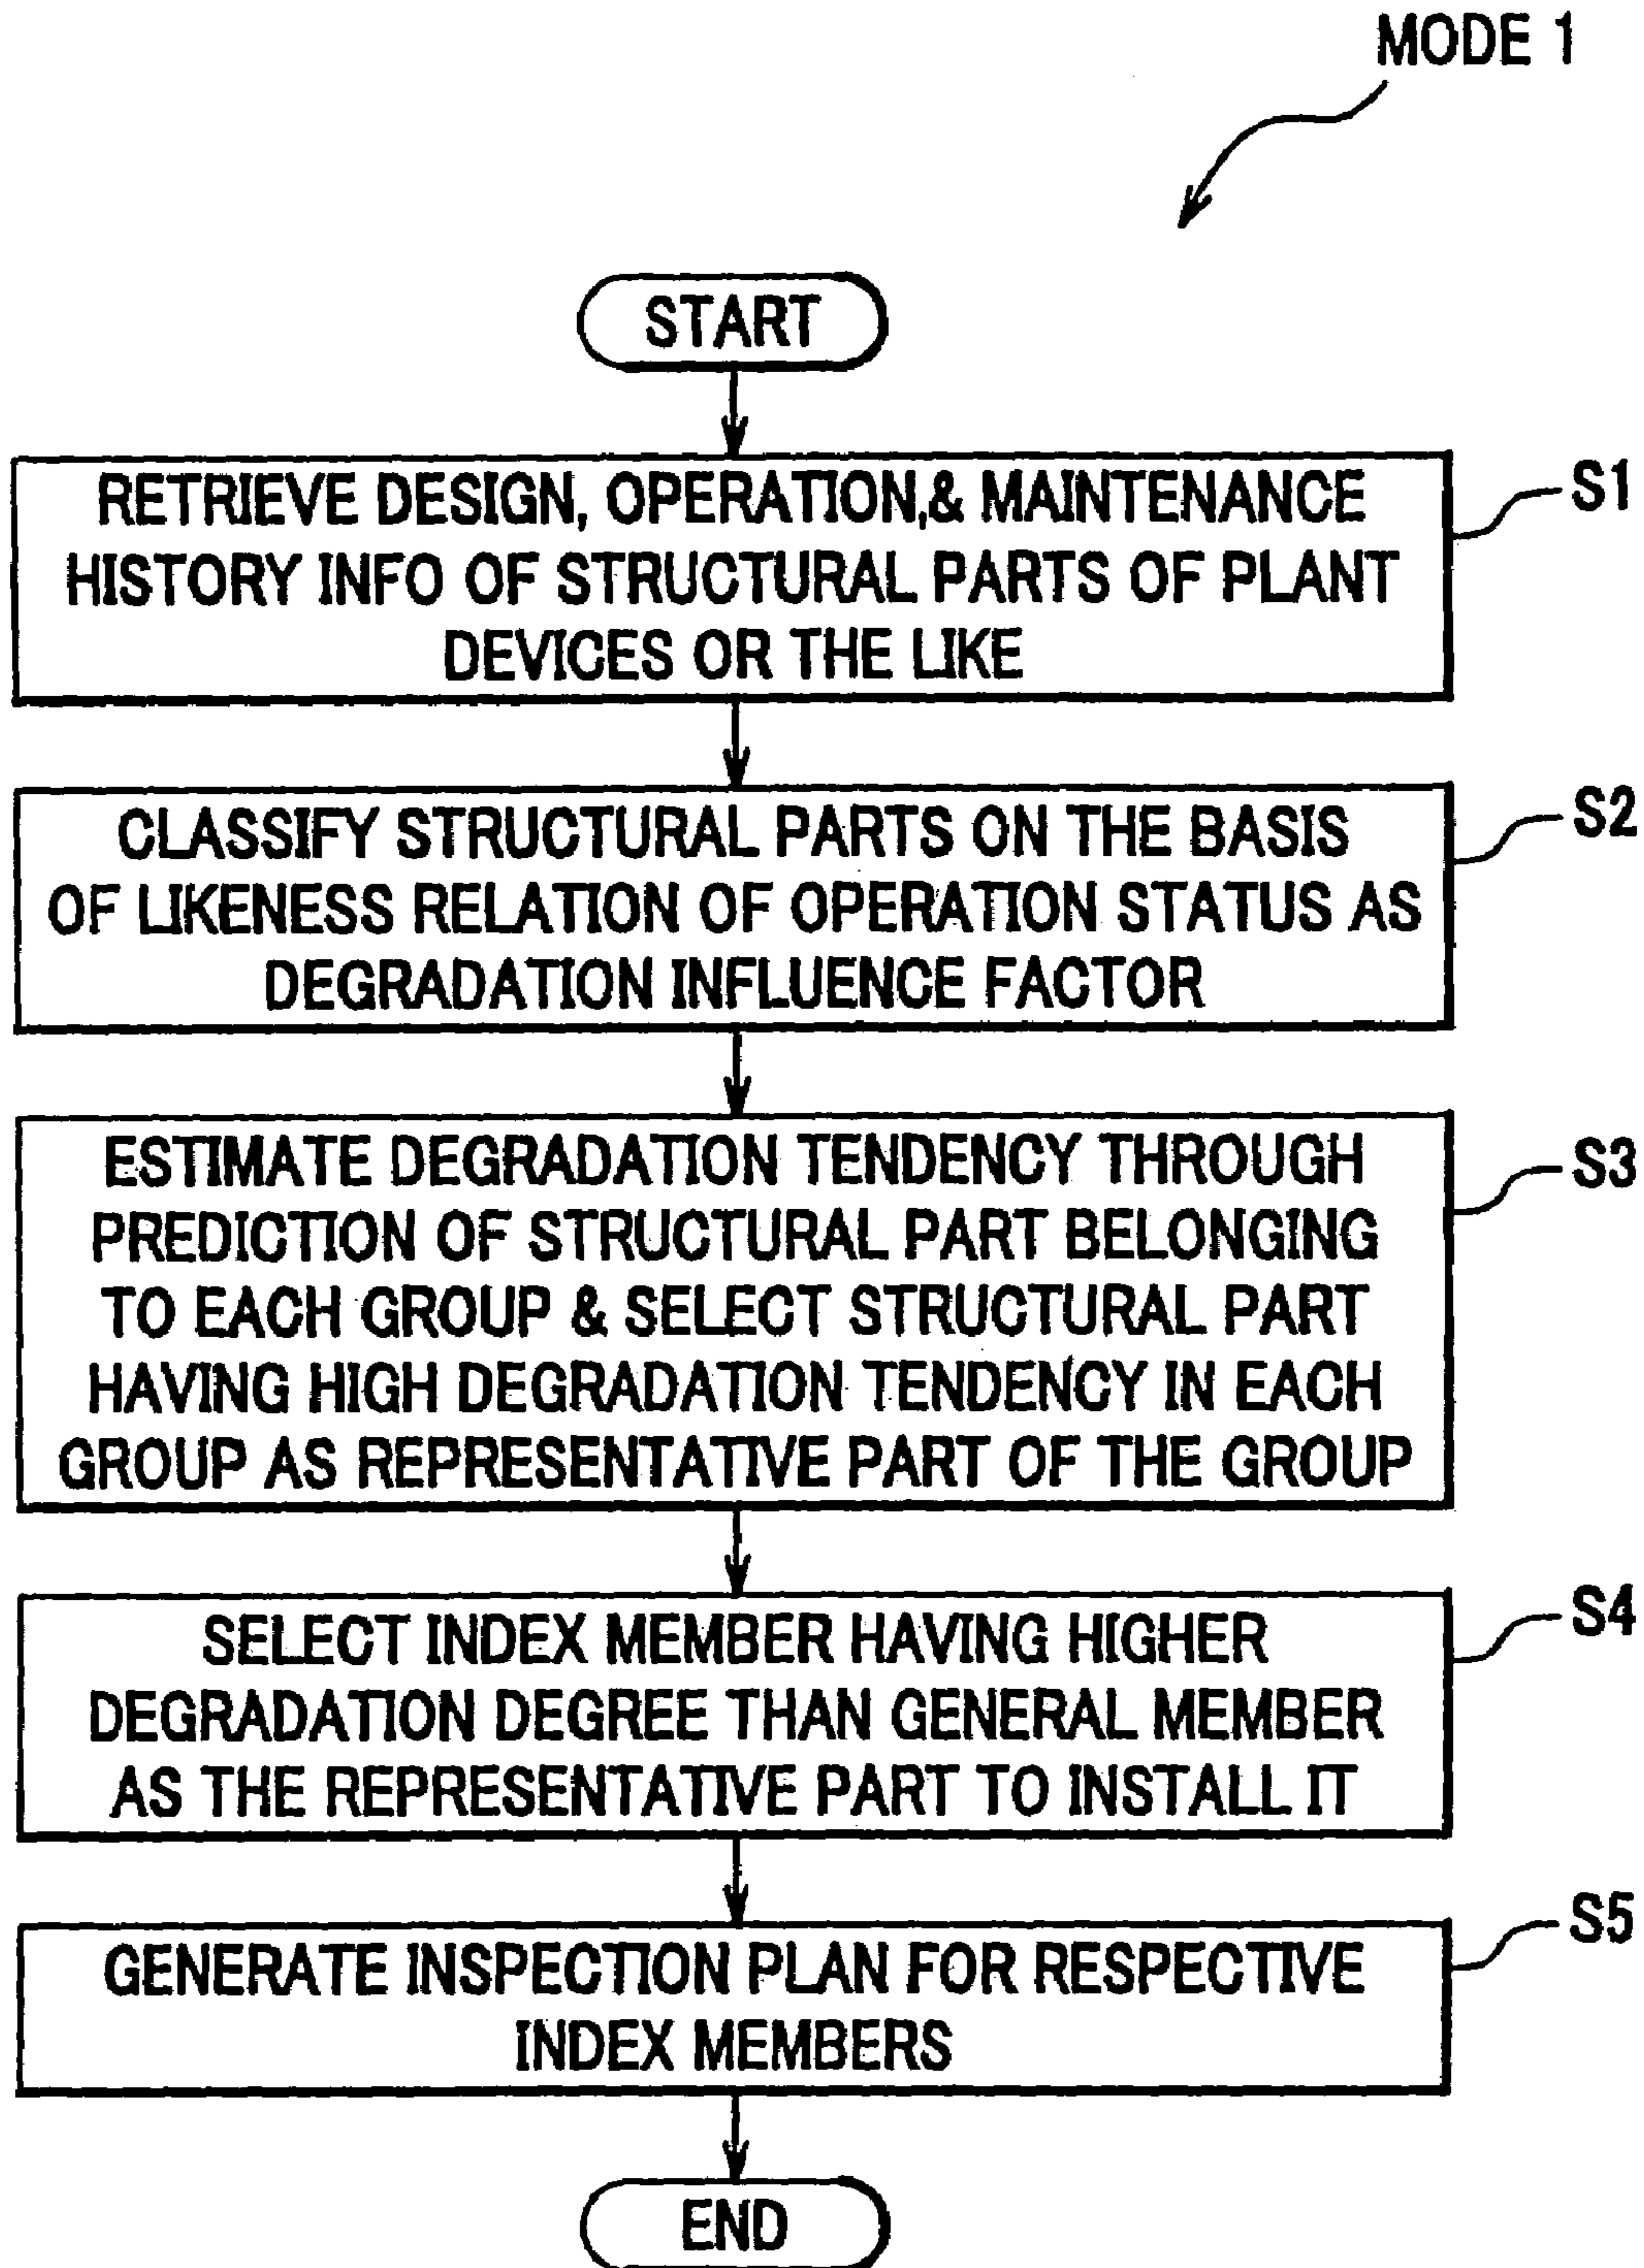 MODE 1
START
RETRIEVE DESIGN, OPERATION,& MAINTENANCE
HISTORY INFO OF STRUCTURAL PARTS OF PLANT
DEVICES OR THE LIKE
S1
CLASSIFY STRUCTURAL PARTS ON THE BASIS
OF LIKENESS RELATION OF OPERATION STATUS AS
DEGRADATION INFLUENCE FACTOR
S2
ESTIMATE DEGRADATION TENDENCY THROUGH
PREDICTION OF STRUCTURAL PART BELONGING
TO EACH GROUP & SELECT STRUCTURAL PART
HAVING HIGH DEGRADATION TENDENCY IN EACH
GROUP AS REPRESENTATIVE PART OF THE GROUP
S3
SELECT INDEX MEMBER HAVING HIGHER
DEGRADATION DEGREE THAN GENERAL MEMBER
AS THE REPRESENTATIVE PART TO INSTALL IT
S4
GENERATE INSPECTION PLAN FOR RESPECTIVE
INDEX MEMBERS
S5
END